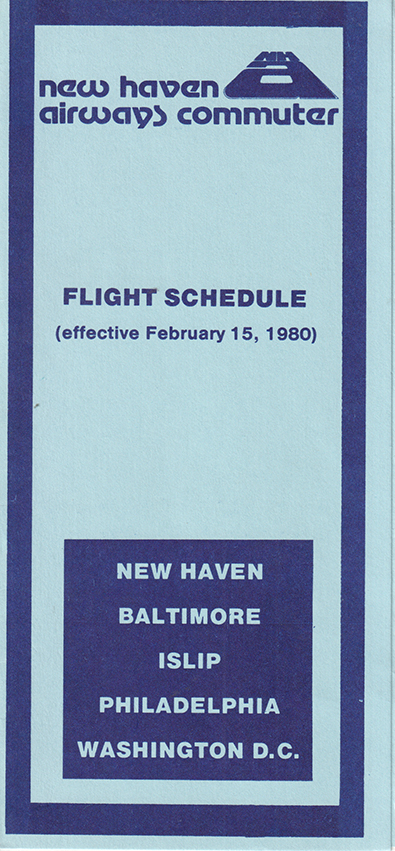 new haven
airways commuter
FLIGHT SCHEDULE
(effective February 15, 1980)
NEW HAVEN
BALTIMORE
ISLIP
PHILADELPHIA
WASHINGTON D.C.